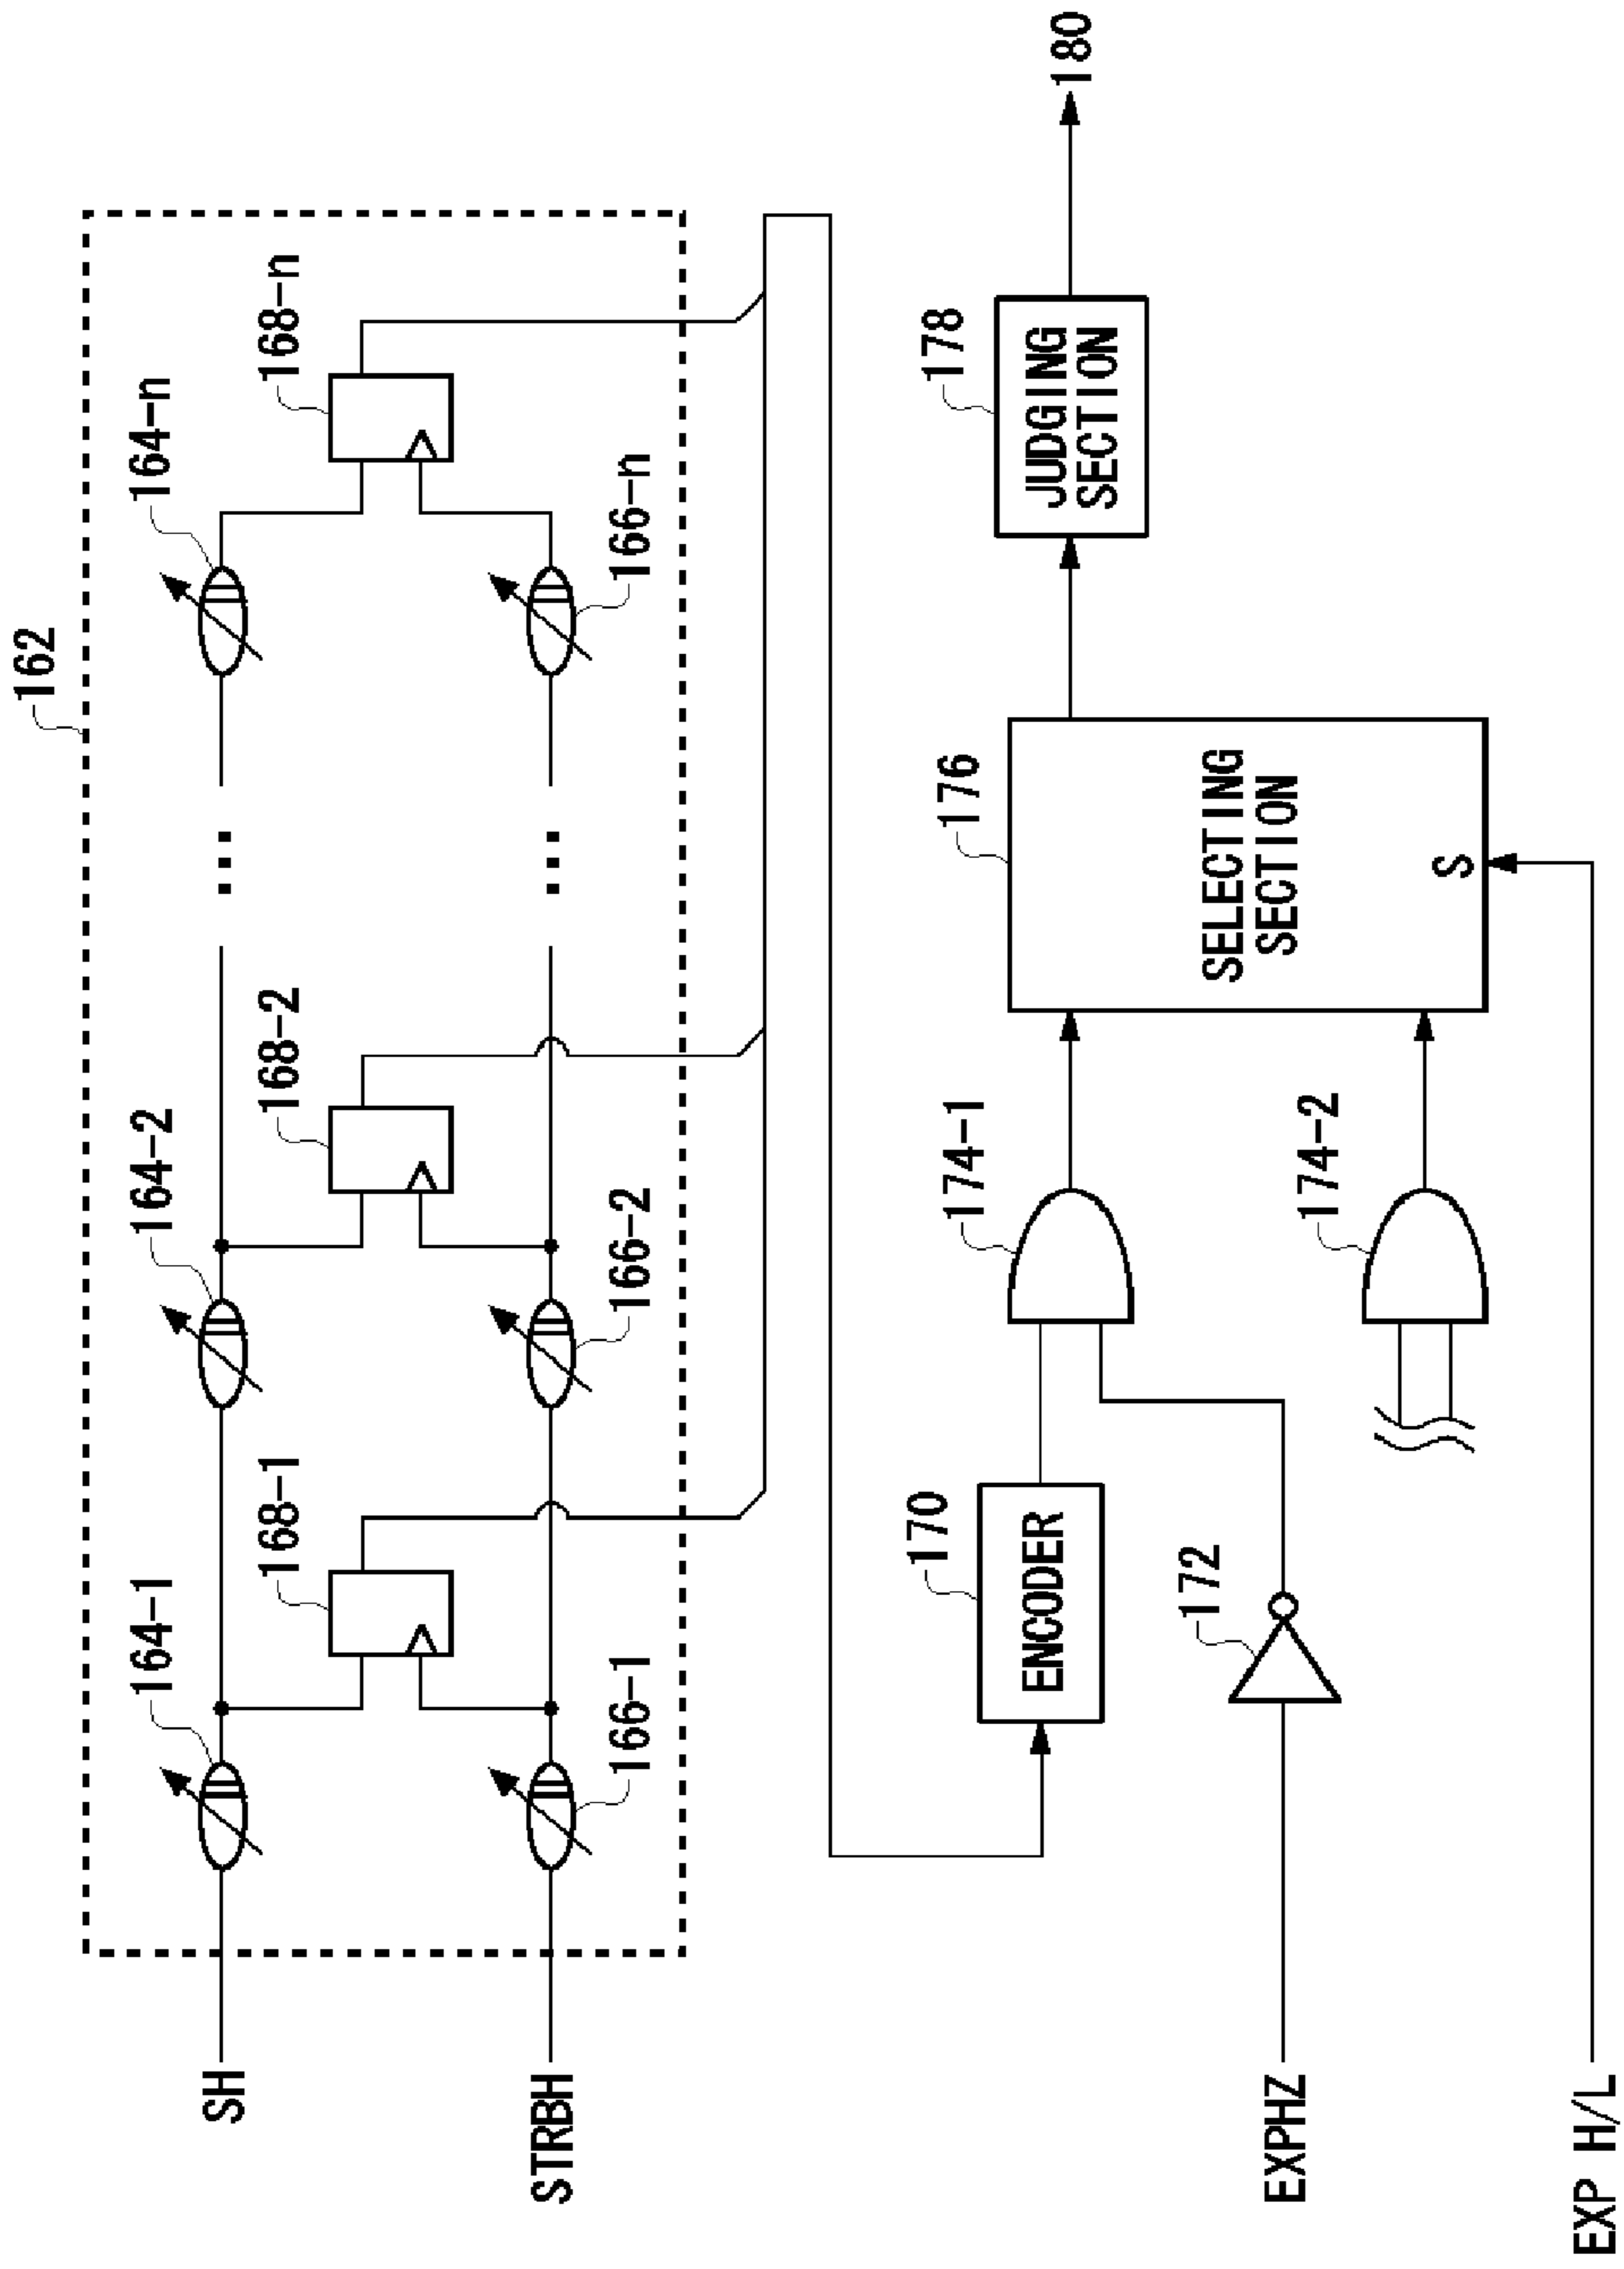 162
164-1
164-2
164-n
SH
168-1
168-2
168-n
STRBH
166-1
166-2
166-n
170
ENCODER
174-1
176
SELECTING
SECTION
S
178
JUDGING
SECTION
180
EXPHZ
172
174-2
EXP H/L